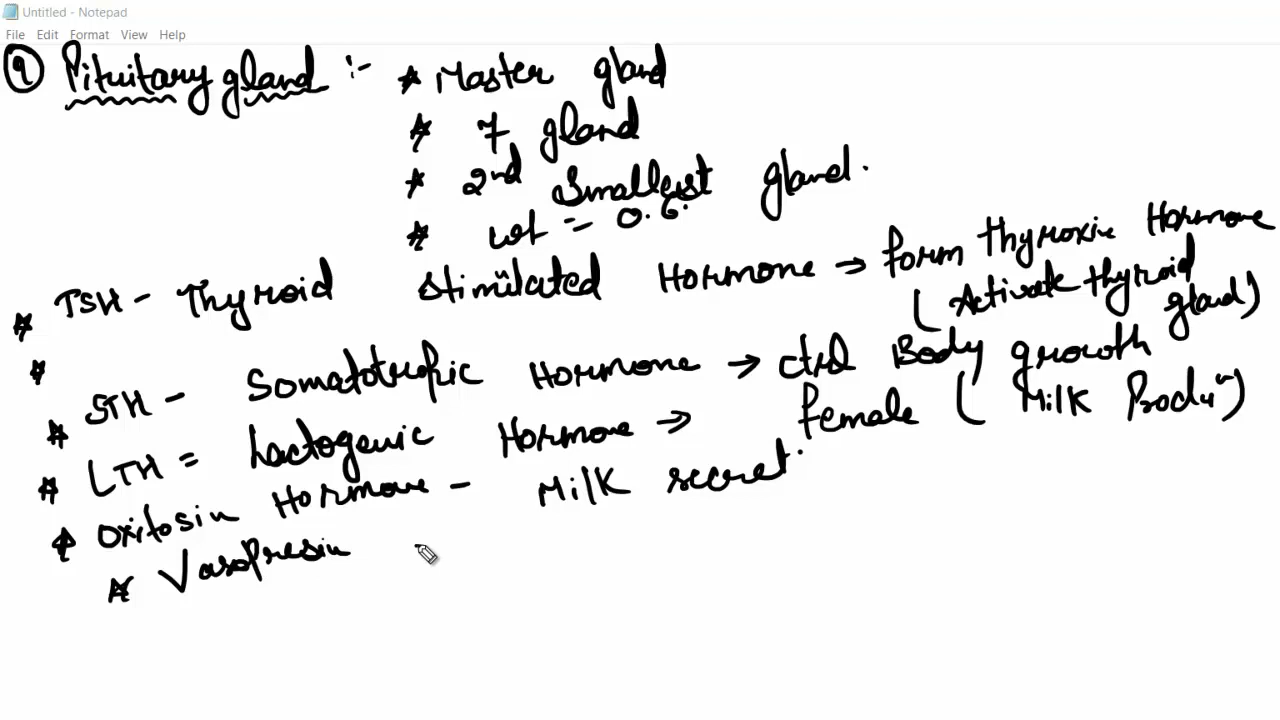 Untitled - Notepad
File Edit Format View Help
9 Pituitary gland :- * Master gland
* 7 gland
* 2nd Smallest gland.
* wt = 0.6.
* TSH - Thyroid stimulated Hormone → form Thyroxie Hormone
(Activate thyroid gland)
* STH - Somatotropic Hormone → ctrl Body growth
* LTH = Lactogenic Hormone → female (Milk Produⁿ)
* Oxitosin Hormone - Milk secret.
* Vasopresin